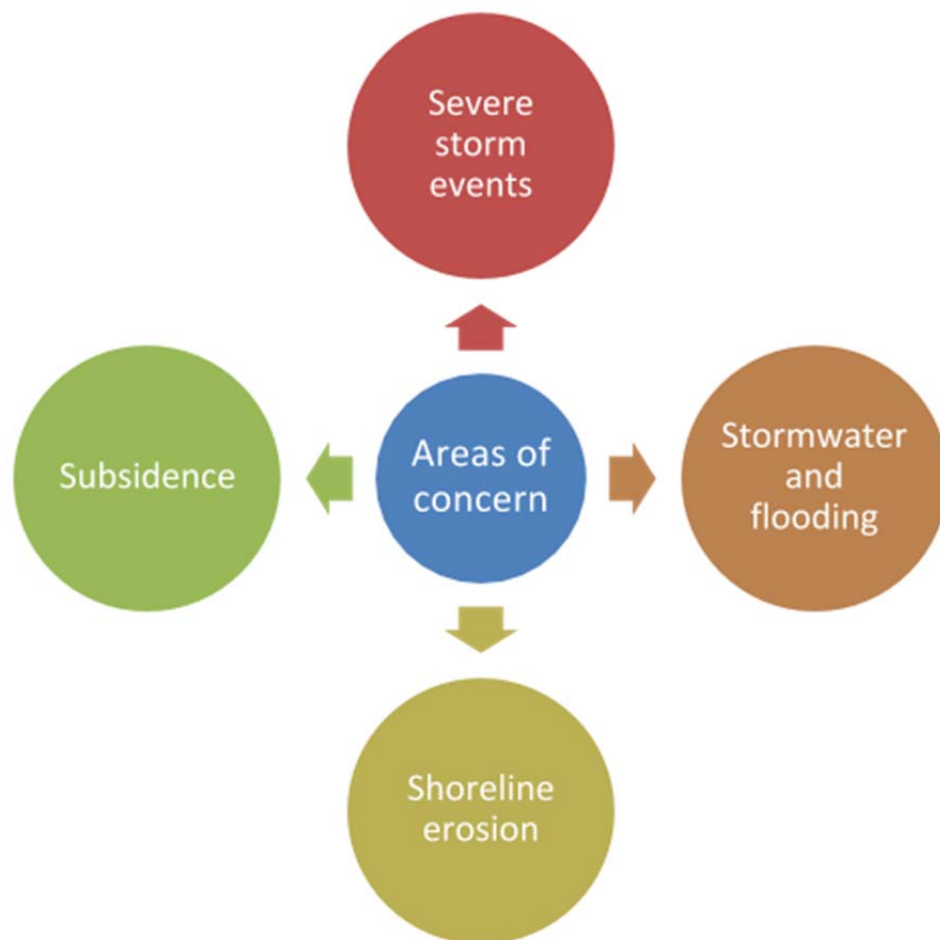 Severe
storm
events
Subsidence
Areas of
concern
Stormwater
and
flooding
Shoreline
erosion